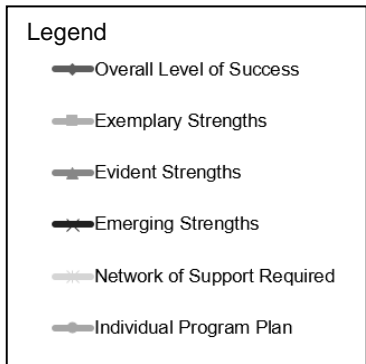 Legend
Overall Level of Success
Exemplary Strengths
Evident Strengths
Emerging Strengths
Network of Support Required
Individual Program Plan